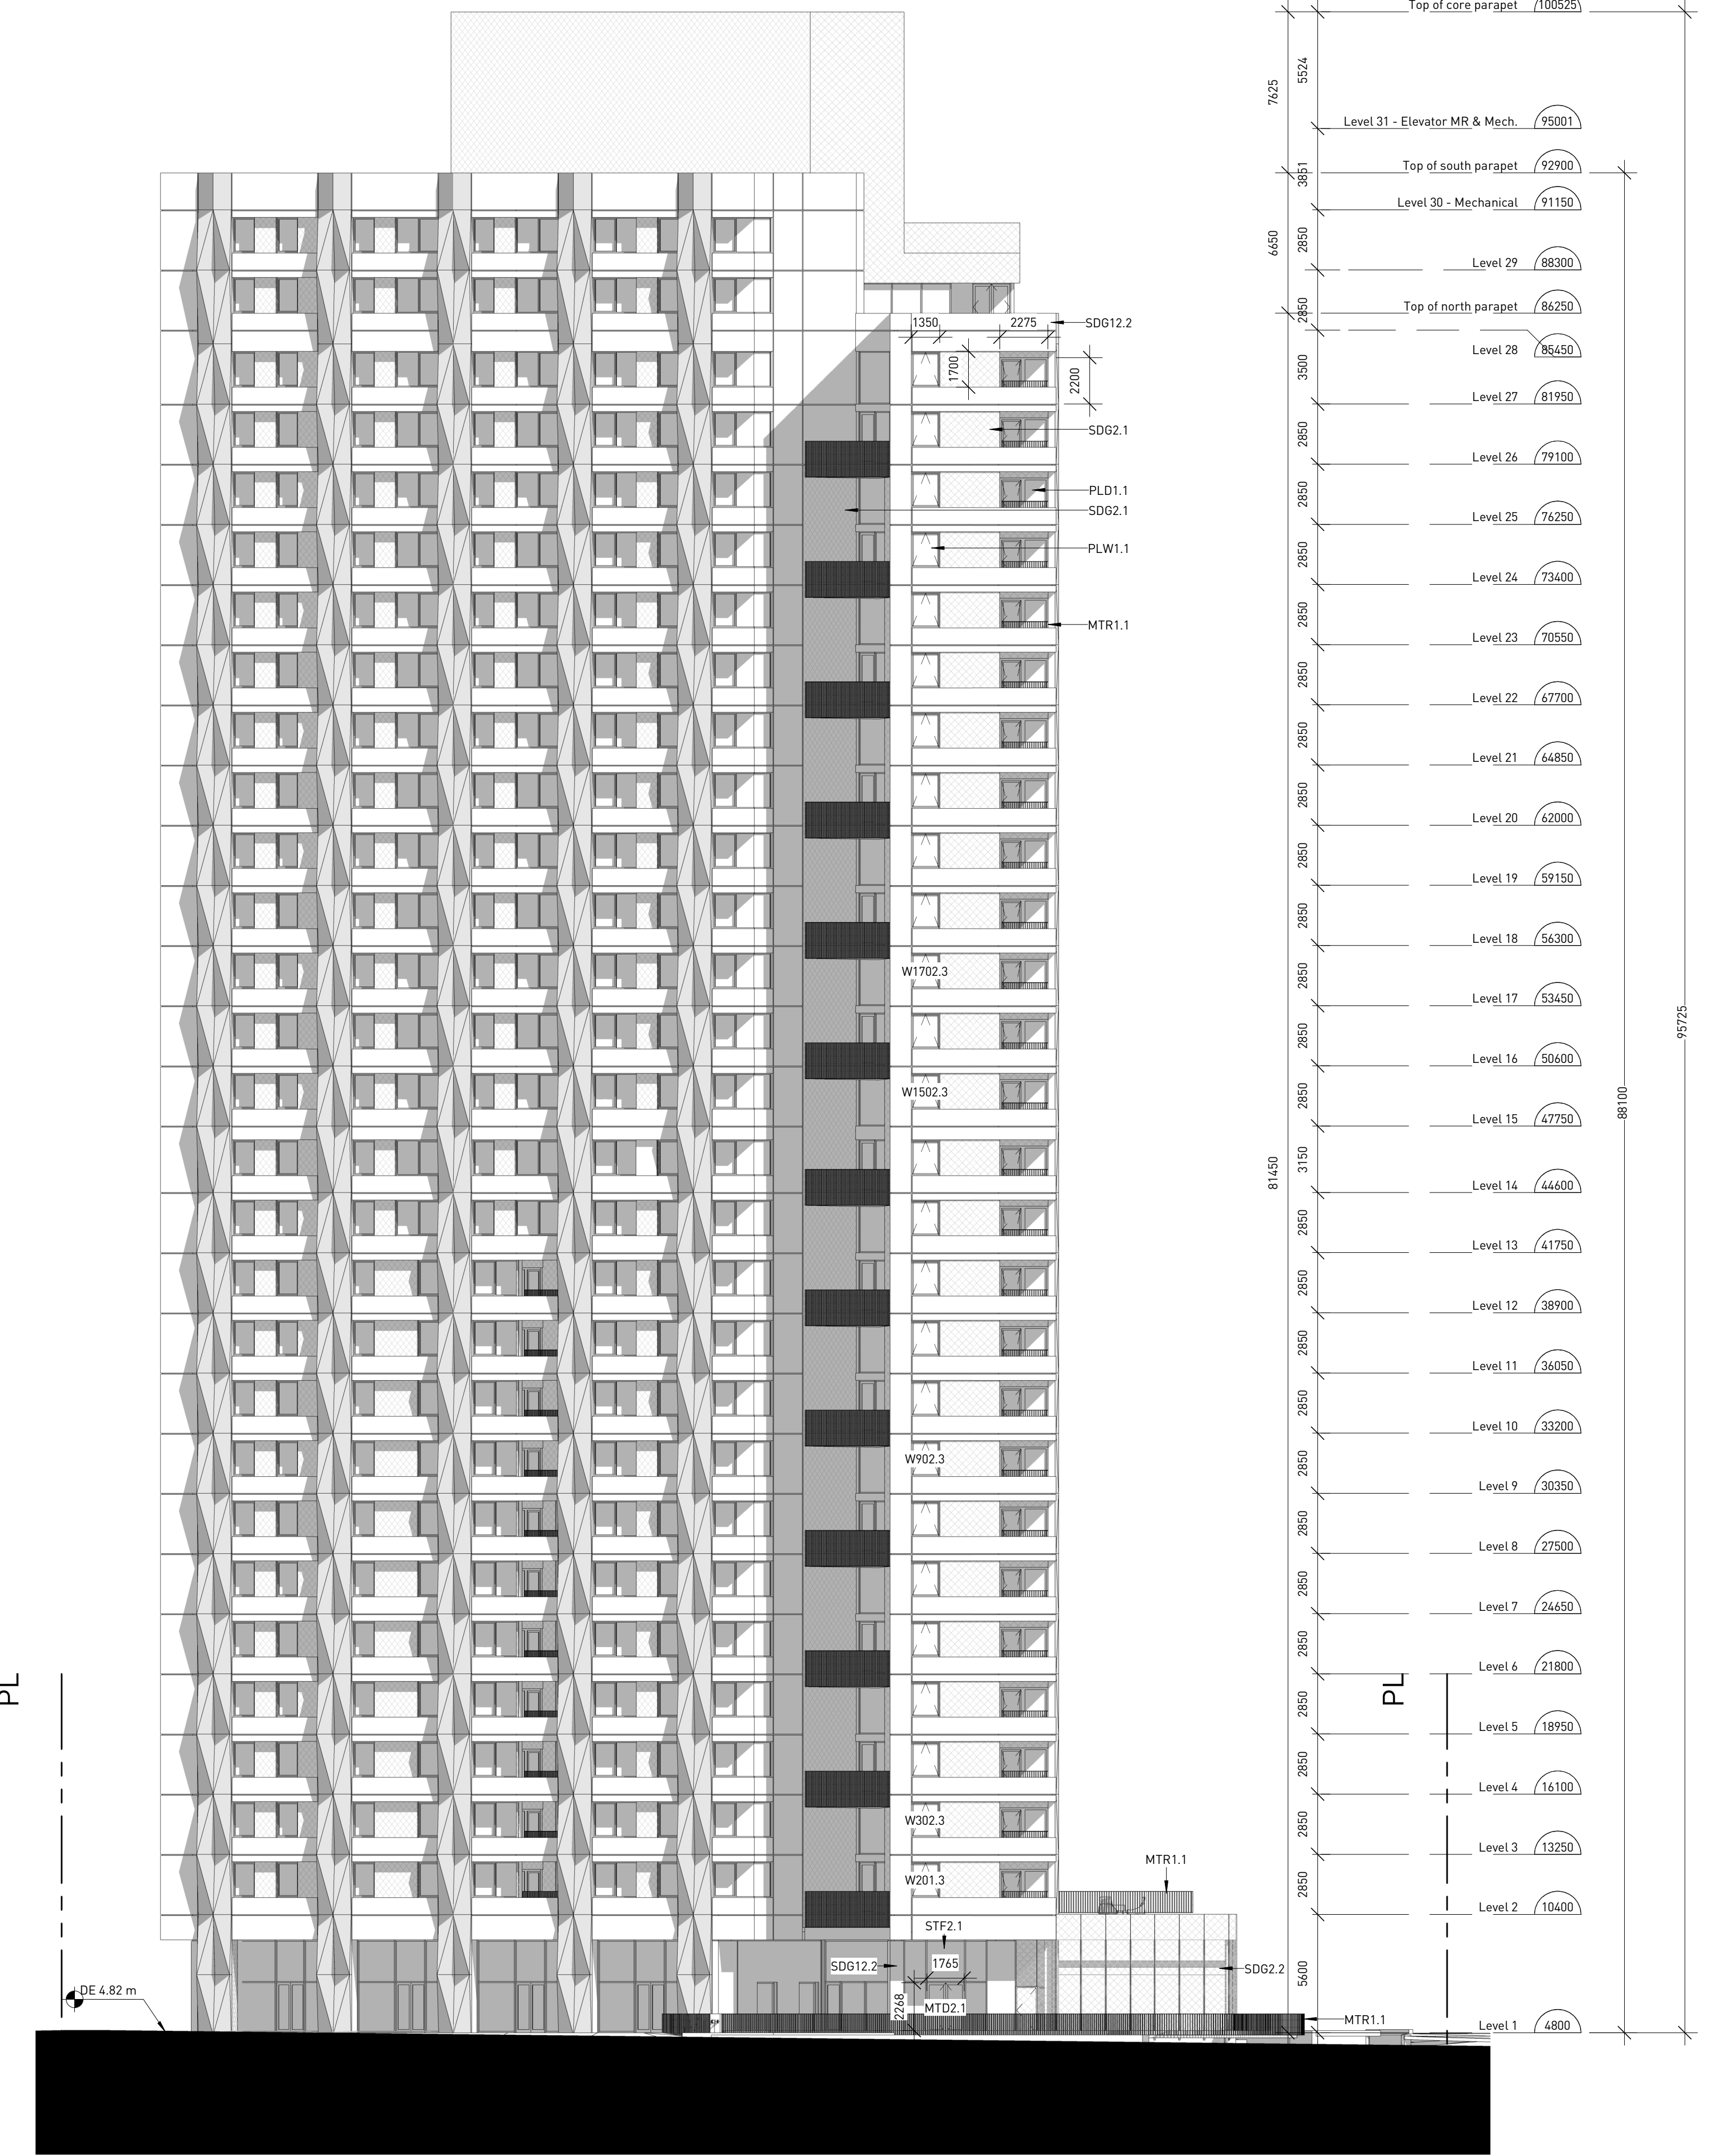 Top of core parapet 100525
5524
7625
Level 31 - Elevator MR & Mech. 95001
Top of south parapet 92900
3851
Level 30 - Mechanical 91150
6650
2850
Level 29 88300
Top of north parapet 86250
2850
1350
2275
SDG12.2
Level 28 85450
1700
2200
3500
Level 27 81950
SDG2.1
2850
Level 26 79100
PLD1.1
2850
SDG2.1
Level 25 76250
PLW1.1
2850
Level 24 73400
MTR1.1
2850
Level 23 70550
2850
Level 22 67700
2850
Level 21 64850
2850
Level 20 62000
2850
Level 19 59150
2850
Level 18 56300
W1702.3
2850
Level 17 53450
95725
2850
Level 16 50600
W1502.3
2850
88100
Level 15 47750
81450
3150
Level 14 44600
2850
Level 13 41750
2850
Level 12 38900
2850
Level 11 36050
2850
Level 10 33200
W902.3
2850
Level 9 30350
2850
Level 8 27500
2850
Level 7 24650
2850
Level 6 21800
PL
PL
2850
Level 5 18950
2850
Level 4 16100
W302.3
2850
Level 3 13250
MTR1.1
W201.3
2850
Level 2 10400
STF2.1
SDG12.2
1765
SDG2.2
5600
DE 4.82 m
2268
MTD2.1
MTR1.1
Level 1 4800